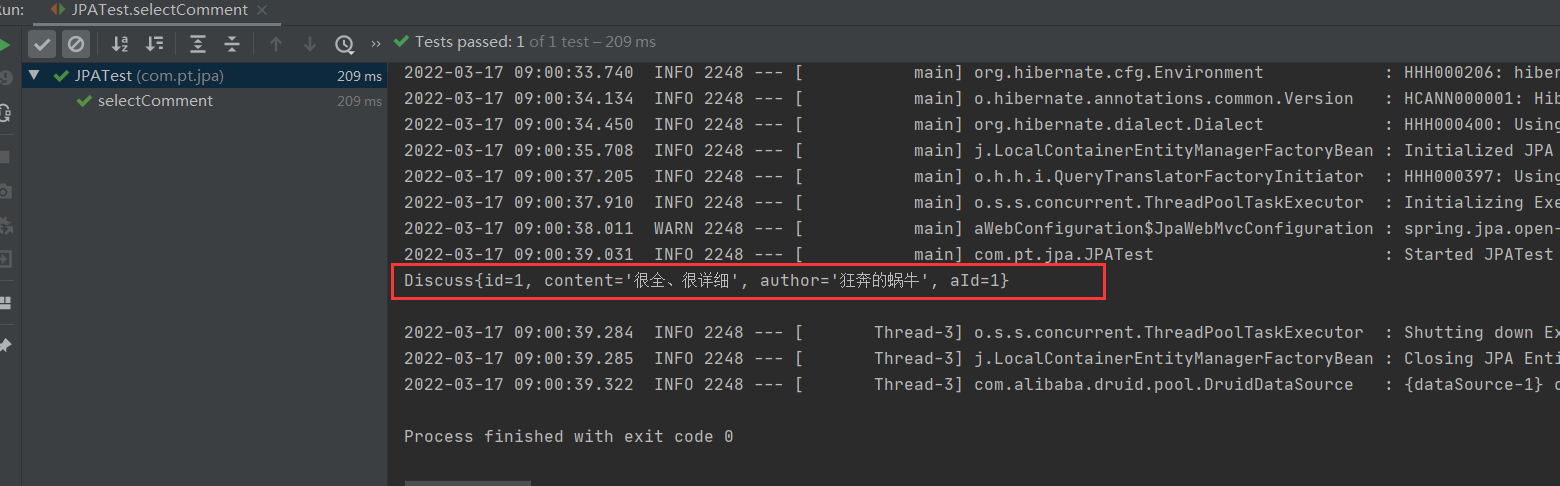 Run: JPATest.selectComment
Tests passed: 1 of 1 test – 209 ms
JPATest (com.pt.jpa) 209 ms
selectComment 209 ms
2022-03-17 09:00:33.740  INFO 2248 --- [           main] org.hibernate.cfg.Environment            : HHH000206: hiber
2022-03-17 09:00:34.134  INFO 2248 --- [           main] o.hibernate.annotations.common.Version   : HCANN000001: Hib
2022-03-17 09:00:34.450  INFO 2248 --- [           main] org.hibernate.dialect.Dialect            : HHH000400: Using
2022-03-17 09:00:35.708  INFO 2248 --- [           main] j.LocalContainerEntityManagerFactoryBean : Initialized JPA
2022-03-17 09:00:37.205  INFO 2248 --- [           main] o.h.h.i.QueryTranslatorFactoryInitiator  : HHH000397: Using
2022-03-17 09:00:37.910  INFO 2248 --- [           main] o.s.s.concurrent.ThreadPoolTaskExecutor  : Initializing Exe
2022-03-17 09:00:38.011  WARN 2248 --- [           main] aWebConfiguration$JpaWebMvcConfiguration : spring.jpa.open-
2022-03-17 09:00:39.031  INFO 2248 --- [           main] com.pt.jpa.JPATest                       : Started JPATest
Discuss{id=1, content='很全、很详细', author='狂奔的蜗牛', aId=1}
2022-03-17 09:00:39.284  INFO 2248 --- [       Thread-3] o.s.s.concurrent.ThreadPoolTaskExecutor  : Shutting down Ex
2022-03-17 09:00:39.285  INFO 2248 --- [       Thread-3] j.LocalContainerEntityManagerFactoryBean : Closing JPA Enti
2022-03-17 09:00:39.322  INFO 2248 --- [       Thread-3] com.alibaba.druid.pool.DruidDataSource   : {dataSource-1} c
Process finished with exit code 0